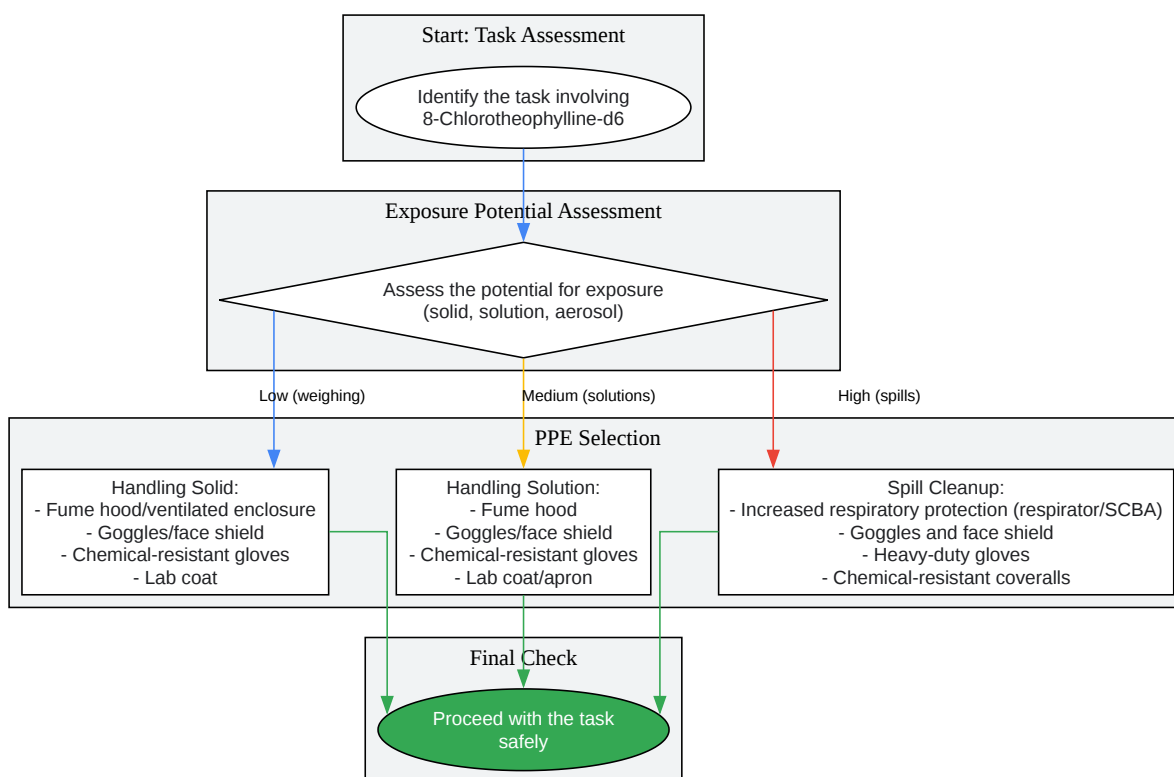 Start: Task Assessment
Identify the task involving
8-Chlorotheophylline-d6
Exposure Potential Assessment
Assess the potential for exposure
(solid, solution, aerosol)
Low (weighing)
Medium (solutions)
High (spills)
PPE Selection
Handling Solid:
- Fume hood/ventilated enclosure
- Goggles/face shield
- Chemical-resistant gloves
- Lab coat
Handling Solution:
- Fume hood
- Goggles/face shield
- Chemical-resistant gloves
- Lab coat/apron
Spill Cleanup:
- Increased respiratory protection (respirator/SCBA)
- Goggles and face shield
- Heavy-duty gloves
- Chemical-resistant coveralls
Final Check
Proceed with the task
safely